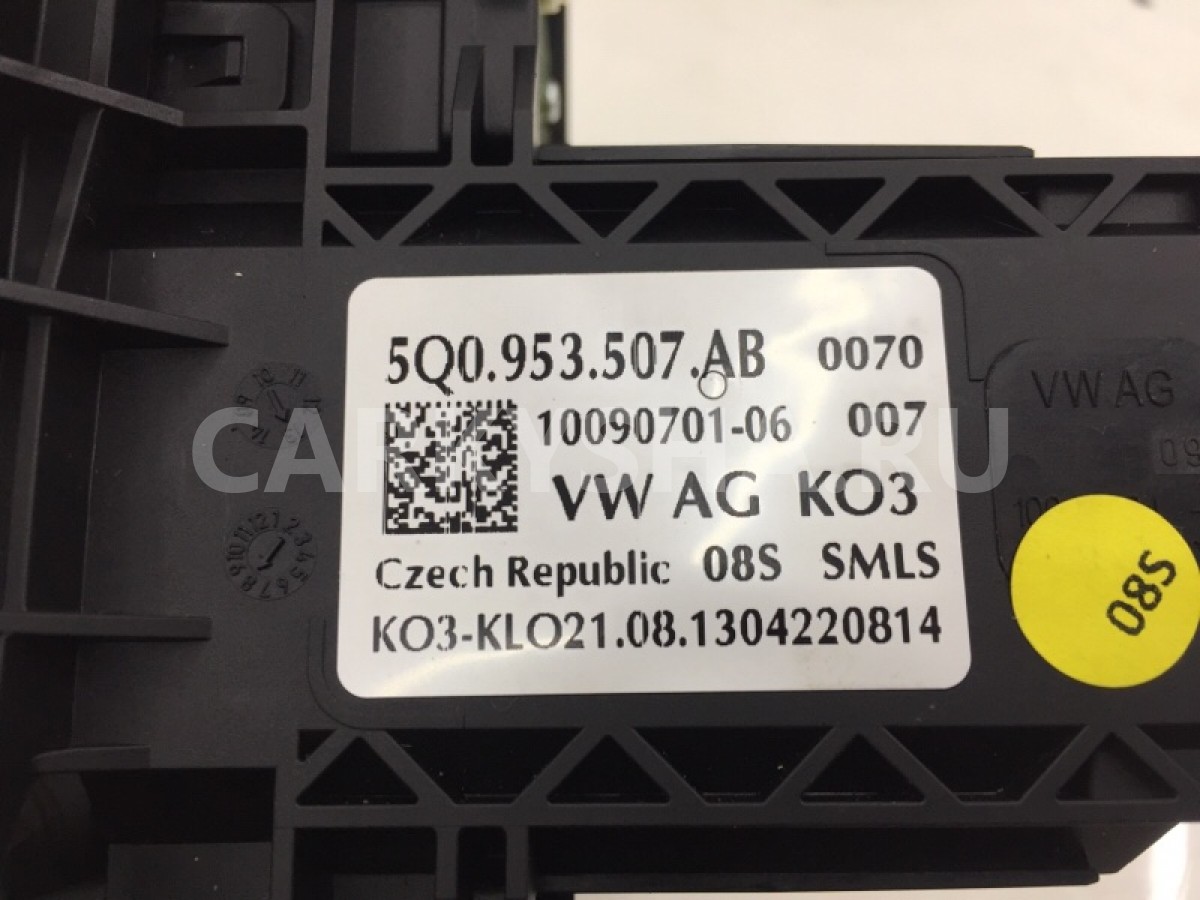 5Q0.953.507.AB 0070
10090701-06 007
VW AG KO3
Czech Republic 08S SMLS
KO3-KLO21.08.1304220814
VW AG
08S